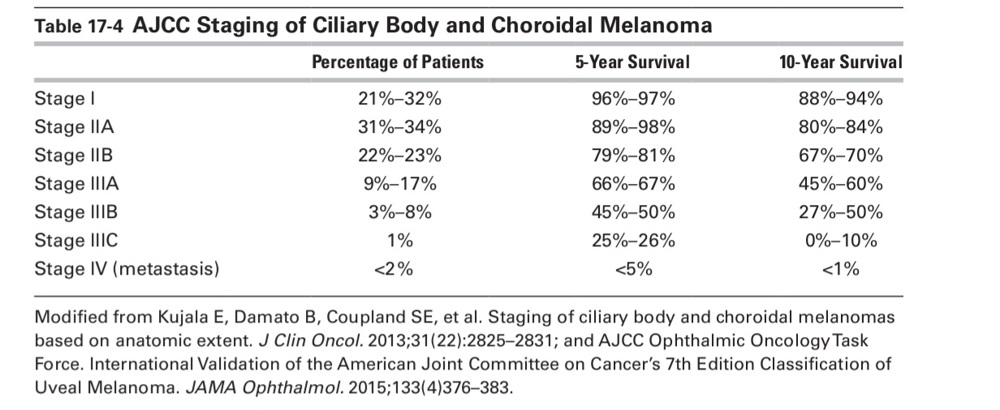 Table 17-4 AJCC Staging of Ciliary Body and Choroidal Melanoma
Percentage of Patients 5-Year Survival 10-Year Survival
Stage I 21%–32% 96%–97% 88%–94%
Stage IIA 31%–34% 89%–98% 80%–84%
Stage IIB 22%–23% 79%–81% 67%–70%
Stage IIIA 9%–17% 66%–67% 45%–60%
Stage IIIB 3%–8% 45%–50% 27%–50%
Stage IIIC 1% 25%–26% 0%–10%
Stage IV (metastasis) <2% <5% <1%
Modified from Kujala E, Damato B, Coupland SE, et al. Staging of ciliary body and choroidal melanomas
based on anatomic extent. J Clin Oncol. 2013;31(22):2825–2831; and AJCC Ophthalmic Oncology Task
Force. International Validation of the American Joint Committee on Cancer’s 7th Edition Classification of
Uveal Melanoma. JAMA Ophthalmol. 2015;133(4)376–383.